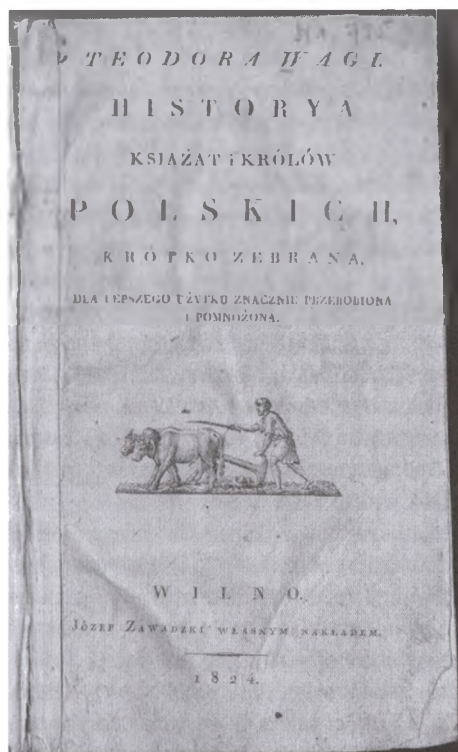 TEODORA WAGI.
HISTORYA
KSIĄŻAT i KRÓLÓW
POLSKICH,
KRÓTKO ZEBRANA,
DLA LEPSZEGO UŻYTKU ZNACZNIE PRZEROBIONA
I POMNOŻONA.
WILNO.
JÓZEF ZAWADZKI WŁASNYM NAKŁADEM.
1824.